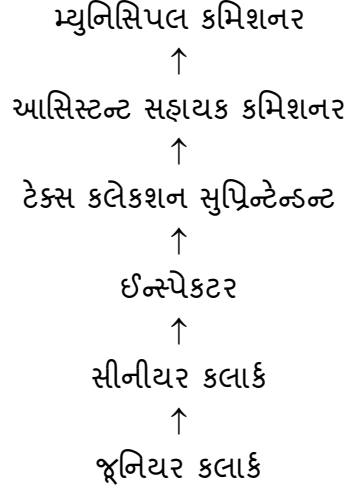 મ્યુનિસિપલ કમિશનર
↑
આસિસ્ટન્ટ સહાયક કમિશનર
↑
ટેક્સ કલેકશન સુપ્રિન્ટેન્ડન્ટ
↑
ઈન્સ્પેકટર
↑
સીનીયર કલાર્ક
↑
જૂનિયર કલાર્ક